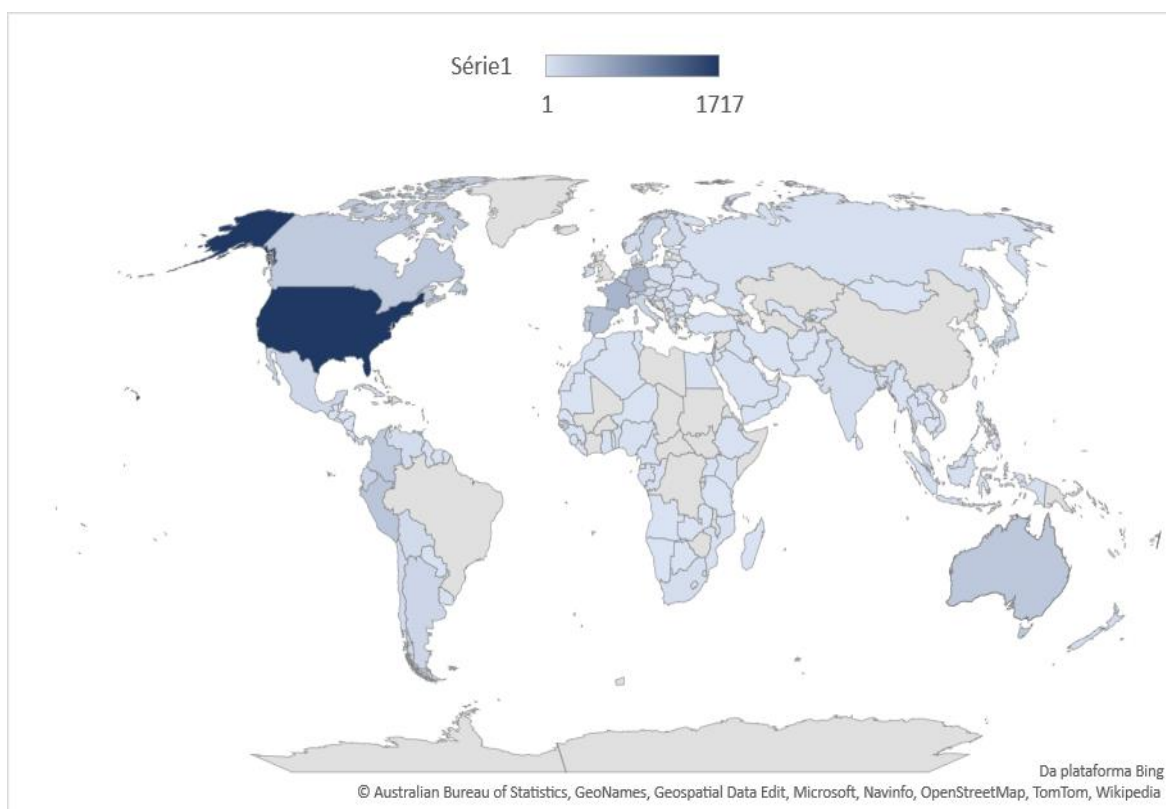 Série1
1 1717
Da plataforma Bing
© Australian Bureau of Statistics, GeoNames, Geospatial Data Edit, Microsoft, Navinfo, OpenStreetMap, TomTom, Wikipedia